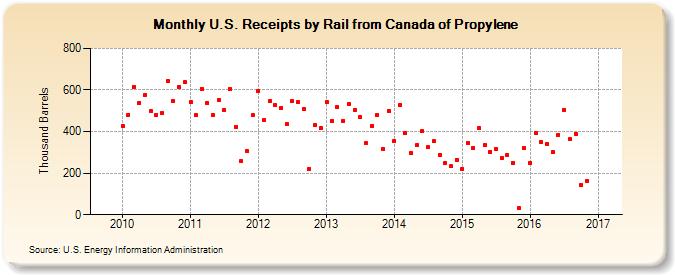 Monthly U.S. Receipts by Rail from Canada of Propylene
Thousand Barrels
800
600
400
200
0
2010 2011 2012 2013 2014 2015 2016 2017
Source: U.S. Energy Information Administration